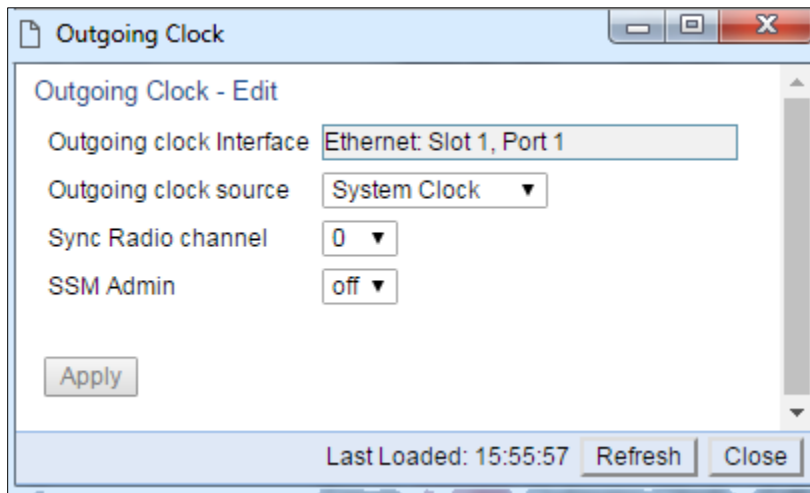 Outgoing Clock
Outgoing Clock - Edit
Outgoing clock Interface Ethernet: Slot 1, Port 1
Outgoing clock source System Clock
Sync Radio channel 0
SSM Admin off
Apply
Last Loaded: 15:55:57 Refresh Close